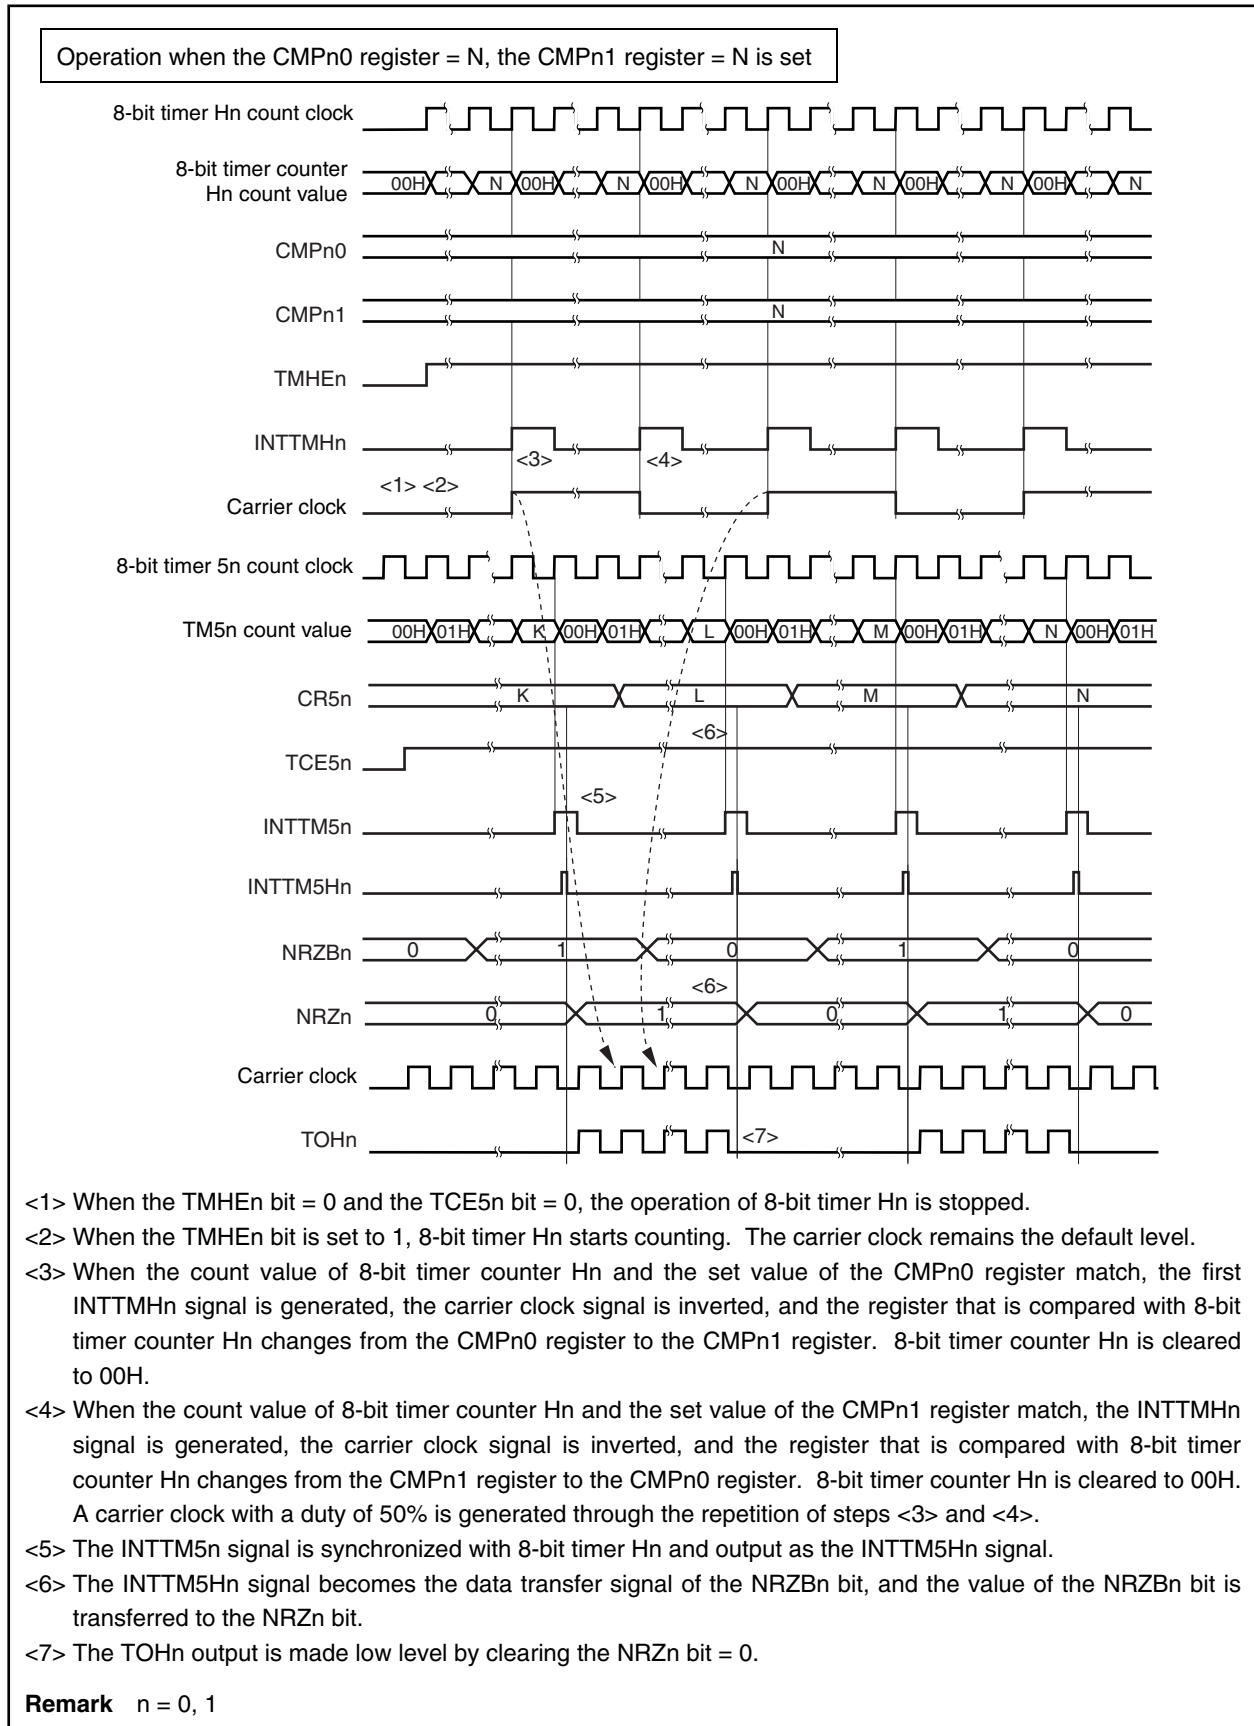 Operation when the CMPn0 register = N, the CMPn1 register = N is set
8-bit timer Hn count clock
8-bit timer counter
Hn count value
00H N 00H N 00H N 00H N 00H N 00H N
CMPn0
N
CMPn1
N
TMHEn
INTTMHn
<3> <4>
<1> <2>
Carrier clock
8-bit timer 5n count clock
TM5n count value
00H 01H K 00H 01H L 00H 01H M 00H 01H N 00H 01H
CR5n
K L M N
<6>
TCE5n
<5>
INTTM5n
INTTM5Hn
NRZBn
0 1 0 1 0
<6>
NRZn
0 1 0 1 0
Carrier clock
TOHn
<7>
<1> When the TMHEn bit = 0 and the TCE5n bit = 0, the operation of 8-bit timer Hn is stopped.
<2> When the TMHEn bit is set to 1, 8-bit timer Hn starts counting. The carrier clock remains the default level.
<3> When the count value of 8-bit timer counter Hn and the set value of the CMPn0 register match, the first
INTTMHn signal is generated, the carrier clock signal is inverted, and the register that is compared with 8-bit
timer counter Hn changes from the CMPn0 register to the CMPn1 register. 8-bit timer counter Hn is cleared
to 00H.
<4> When the count value of 8-bit timer counter Hn and the set value of the CMPn1 register match, the INTTMHn
signal is generated, the carrier clock signal is inverted, and the register that is compared with 8-bit timer
counter Hn changes from the CMPn1 register to the CMPn0 register. 8-bit timer counter Hn is cleared to 00H.
A carrier clock with a duty of 50% is generated through the repetition of steps <3> and <4>.
<5> The INTTM5n signal is synchronized with 8-bit timer Hn and output as the INTTM5Hn signal.
<6> The INTTM5Hn signal becomes the data transfer signal of the NRZBn bit, and the value of the NRZBn bit is
transferred to the NRZn bit.
<7> The TOHn output is made low level by clearing the NRZn bit = 0.
Remark n = 0, 1